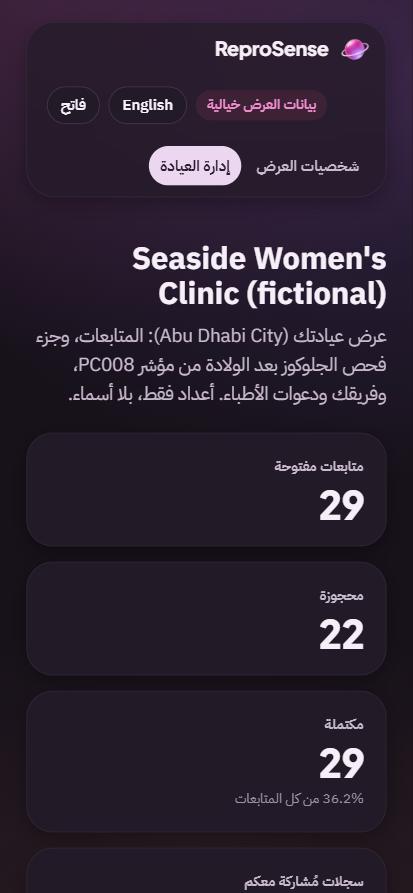 ReproSense
بيانات العرض خيالية
English
فاتح
شخصيات العرض
إدارة العيادة
Seaside Women's
Clinic (fictional)
عرض عيادتك (Abu Dhabi City): المتابعات، وجزء
فحص الجلوكوز بعد الولادة من مؤشر PC008،
وفريقك ودعوات الأطباء. أعداد فقط، بلا أسماء.
متابعات مفتوحة
29
محجوزة
22
مكتملة
29
36.2% من كل المتابعات
سجلات مُشاركة معكم